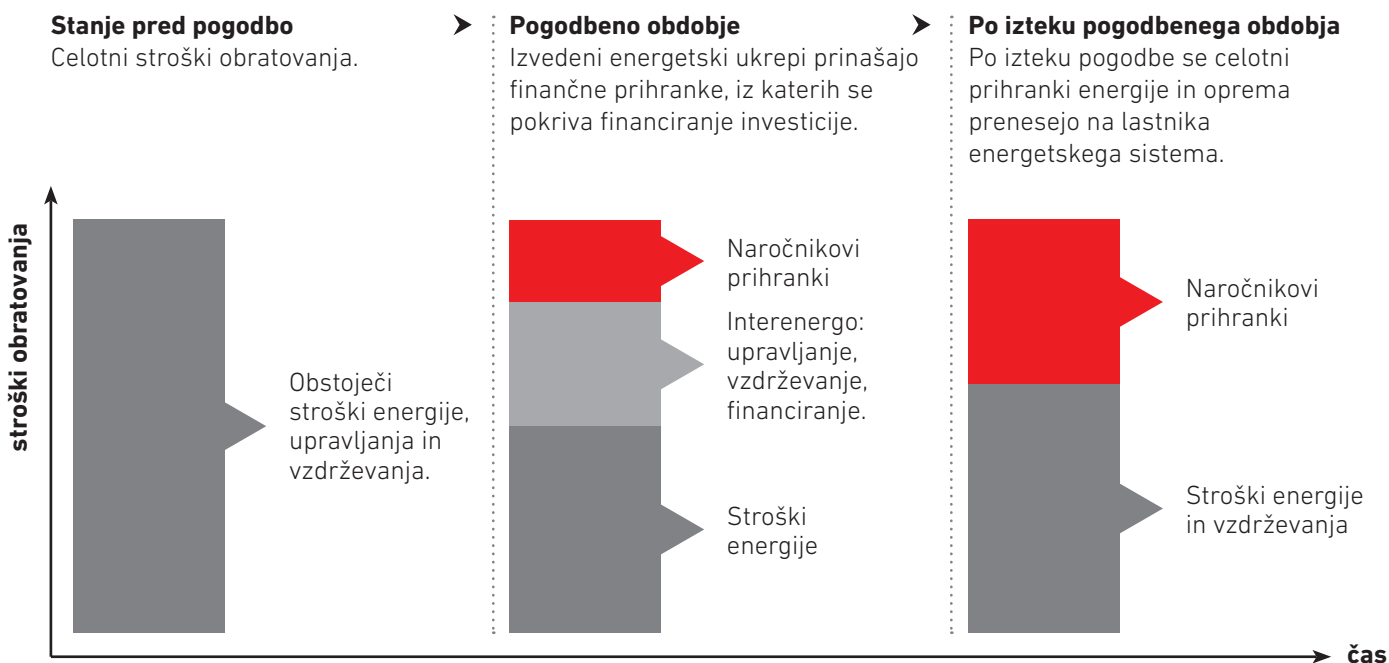 Stanje pred pogodbo
Celotni stroški obratovanja.
Pogodbeno obdobje
Izvedeni energetski ukrepi prinašajo
finančne prihranke, iz katerih se
pokriva financiranje investicije.
Po izteku pogodbenega obdobja
Po izteku pogodbe se celotni
prihranki energije in oprema
prenesejo na lastnika
energetskega sistema.
stroški obratovanja
Obstoječi
stroški energije,
upravljanja in
vzdrževanja.
Naročnikovi
prihranki
Interenergo:
upravljanje,
vzdrževanje,
financiranje.
Stroški
energije
Naročnikovi
prihranki
Stroški energije
in vzdrževanja
čas